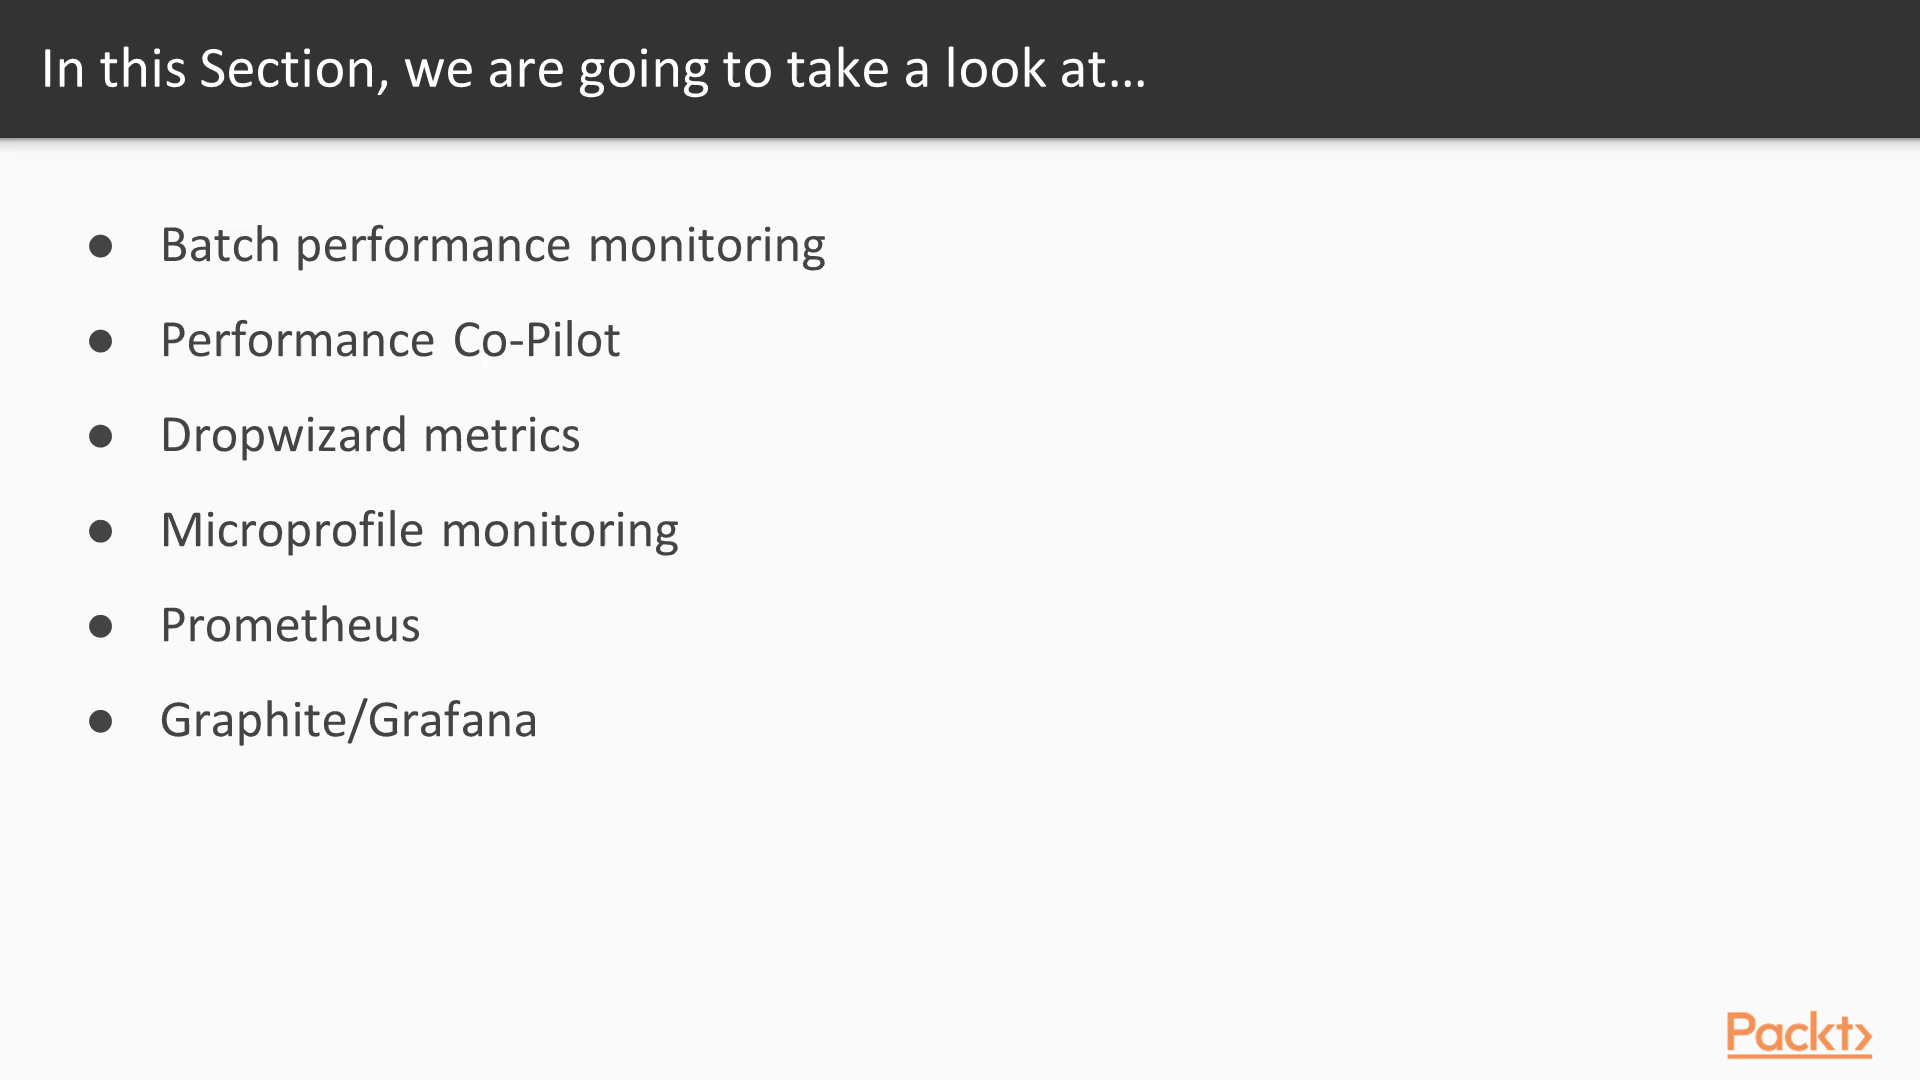 In this Section, we are going to take a look at...
● Batch performance monitoring
● Performance Co-Pilot
● Dropwizard metrics
● Microprofile monitoring
● Prometheus
● Graphite/Grafana
Packt>